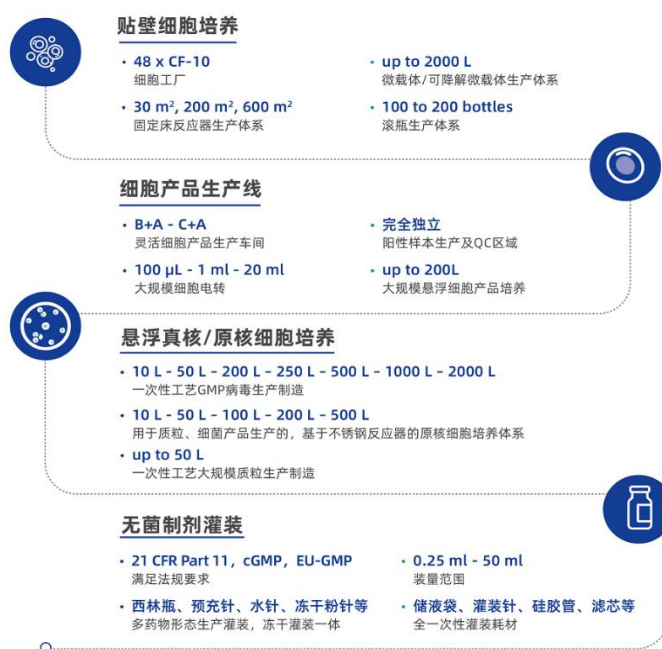 贴壁细胞培养
48 x CF-10
细胞工厂
up to 2000 L
微载体/可降解微载体生产体系
30 m², 200 m², 600 m²
固定床反应器生产体系
100 to 200 bottles
滚瓶生产体系
细胞产品生产线
B+A - C+A
灵活细胞产品生产车间
完全独立
阳性样本生产及QC区域
100 μL - 1 ml - 20 ml
大规模细胞电转
up to 200L
大规模悬浮细胞产品培养
悬浮真核/原核细胞培养
10 L - 50 L - 200 L – 250 L – 500 L – 1000 L – 2000 L
一次性工艺GMP病毒生产制造
10 L - 50 L – 100 L – 200 L – 500 L
用于质粒、细菌产品生产的，基于不锈钢反应器的原核细胞培养体系
up to 50 L
一次性工艺大规模质粒生产制造
无菌制剂灌装
21 CFR Part 11，cGMP，EU-GMP
满足法规要求
0.25 ml - 50 ml
装量范围
西林瓶、预充针、水针、冻干粉针等
多药物形态生产灌装，冻干灌装一体
储液袋、灌装针、硅胶管、滤芯等
全一次性灌装耗材